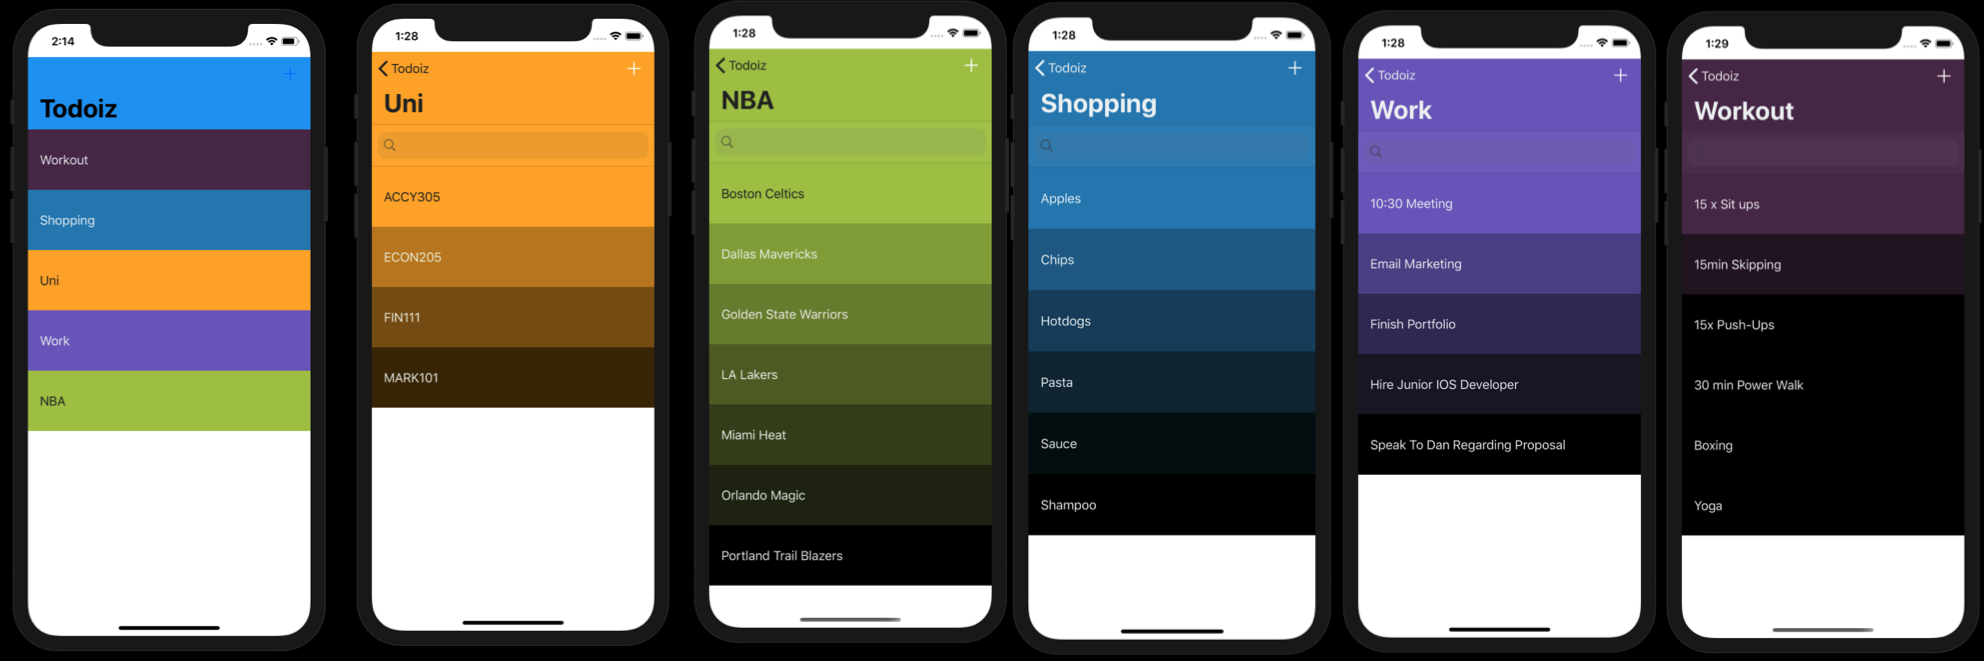 2:14
Todoiz
Workout
Shopping
Uni
Work
NBA
1:28
Todoiz
Uni
ACCY305
ECON205
FIN111
MARK101
1:28
Todoiz
NBA
Boston Celtics
Dallas Mavericks
Golden State Warriors
LA Lakers
Miami Heat
Orlando Magic
Portland Trail Blazers
1:28
Todoiz
Shopping
Apples
Chips
Hotdogs
Pasta
Sauce
Shampoo
1:28
Todoiz
Work
10:30 Meeting
Email Marketing
Finish Portfolio
Hire Junior IOS Developer
Speak To Dan Regarding Proposal
1:29
Todoiz
Workout
15 x Sit ups
15min Skipping
15x Push-Ups
30 min Power Walk
Boxing
Yoga